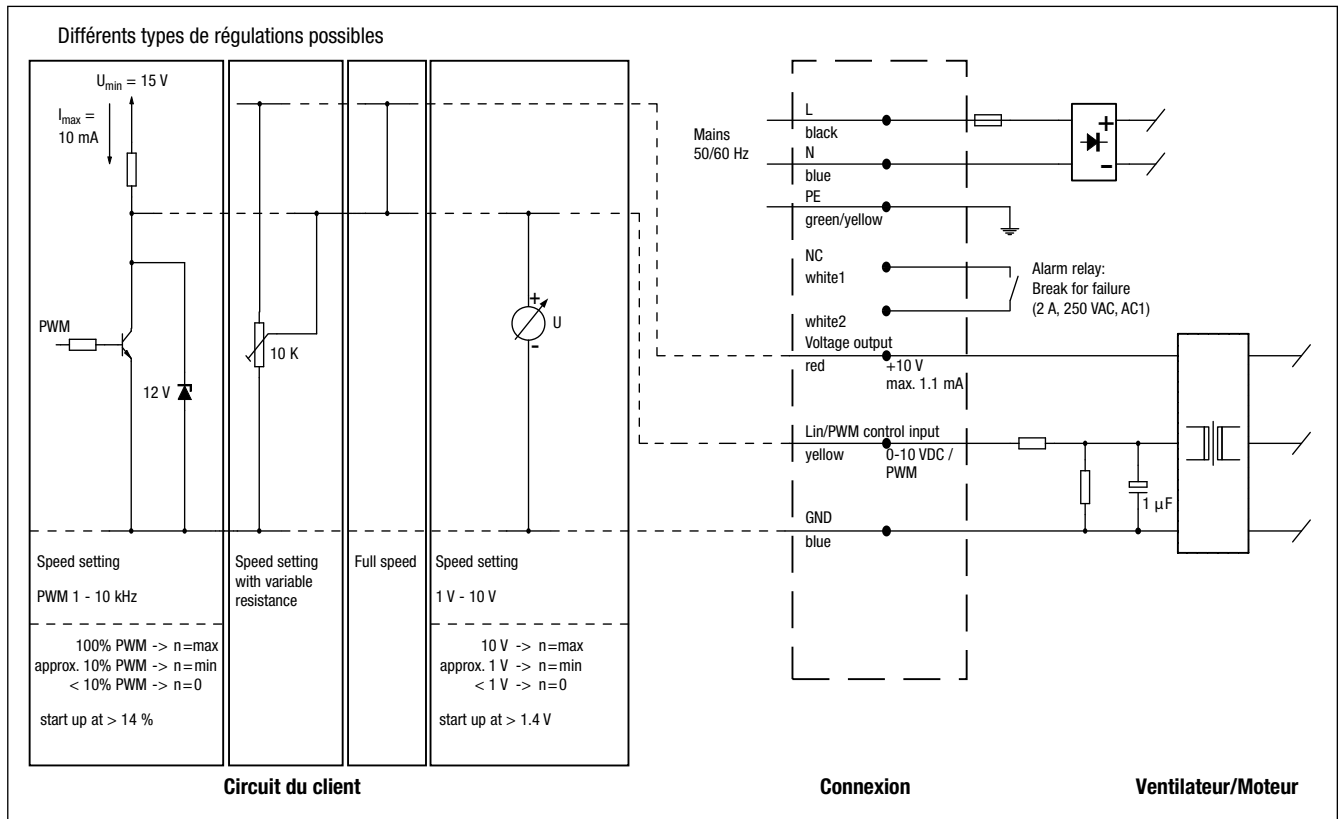 Différents types de régulations possibles
Umin = 15 V
Imax =
10 mA
PWM
12 V
10 K
+
U
-
Speed setting
PWM 1 - 10 kHz
100% PWM -> n=max
approx. 10% PWM -> n=min
< 10% PWM -> n=0
start up at > 14 %
Speed setting
with variable
resistance
Full speed
Speed setting
1 V - 10 V
10 V -> n=max
approx. 1 V -> n=min
< 1 V -> n=0
start up at > 1.4 V
Circuit du client
Mains
50/60 Hz
L
black
N
blue
PE
green/yellow
NC
white1
white2
Voltage output
red
+10 V
max. 1.1 mA
Lin/PWM control input
yellow
0-10 VDC /
PWM
GND
blue
Connexion
+
-
Alarm relay:
Break for failure
(2 A, 250 VAC, AC1)
1 µF
Ventilateur/Moteur